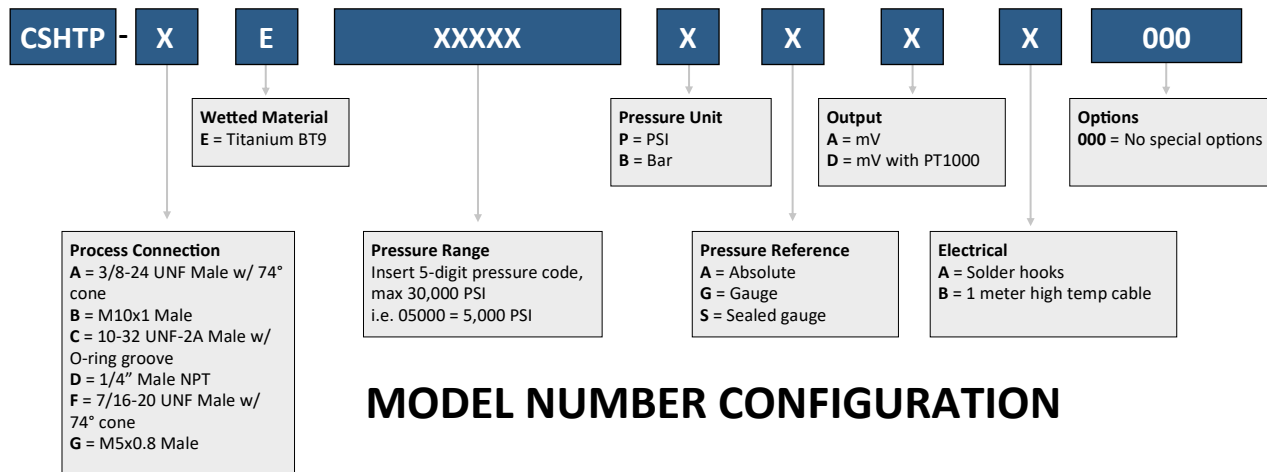 CSHTP - X E XXXXX X X X X 000
Wetted Material
E = Titanium BT9
Pressure Unit
P = PSI
B = Bar
Output
A = mV
D = mV with PT1000
Options
000 = No special options
Process Connection
A = 3/8-24 UNF Male w/ 74°
cone
B = M10x1 Male
C = 10-32 UNF-2A Male w/
O-ring groove
D = 1/4” Male NPT
F = 7/16-20 UNF Male w/
74° cone
G = M5x0.8 Male
Pressure Range
Insert 5-digit pressure code,
max 30,000 PSI
i.e. 05000 = 5,000 PSI
Pressure Reference
A = Absolute
G = Gauge
S = Sealed gauge
Electrical
A = Solder hooks
B = 1 meter high temp cable
MODEL NUMBER CONFIGURATION